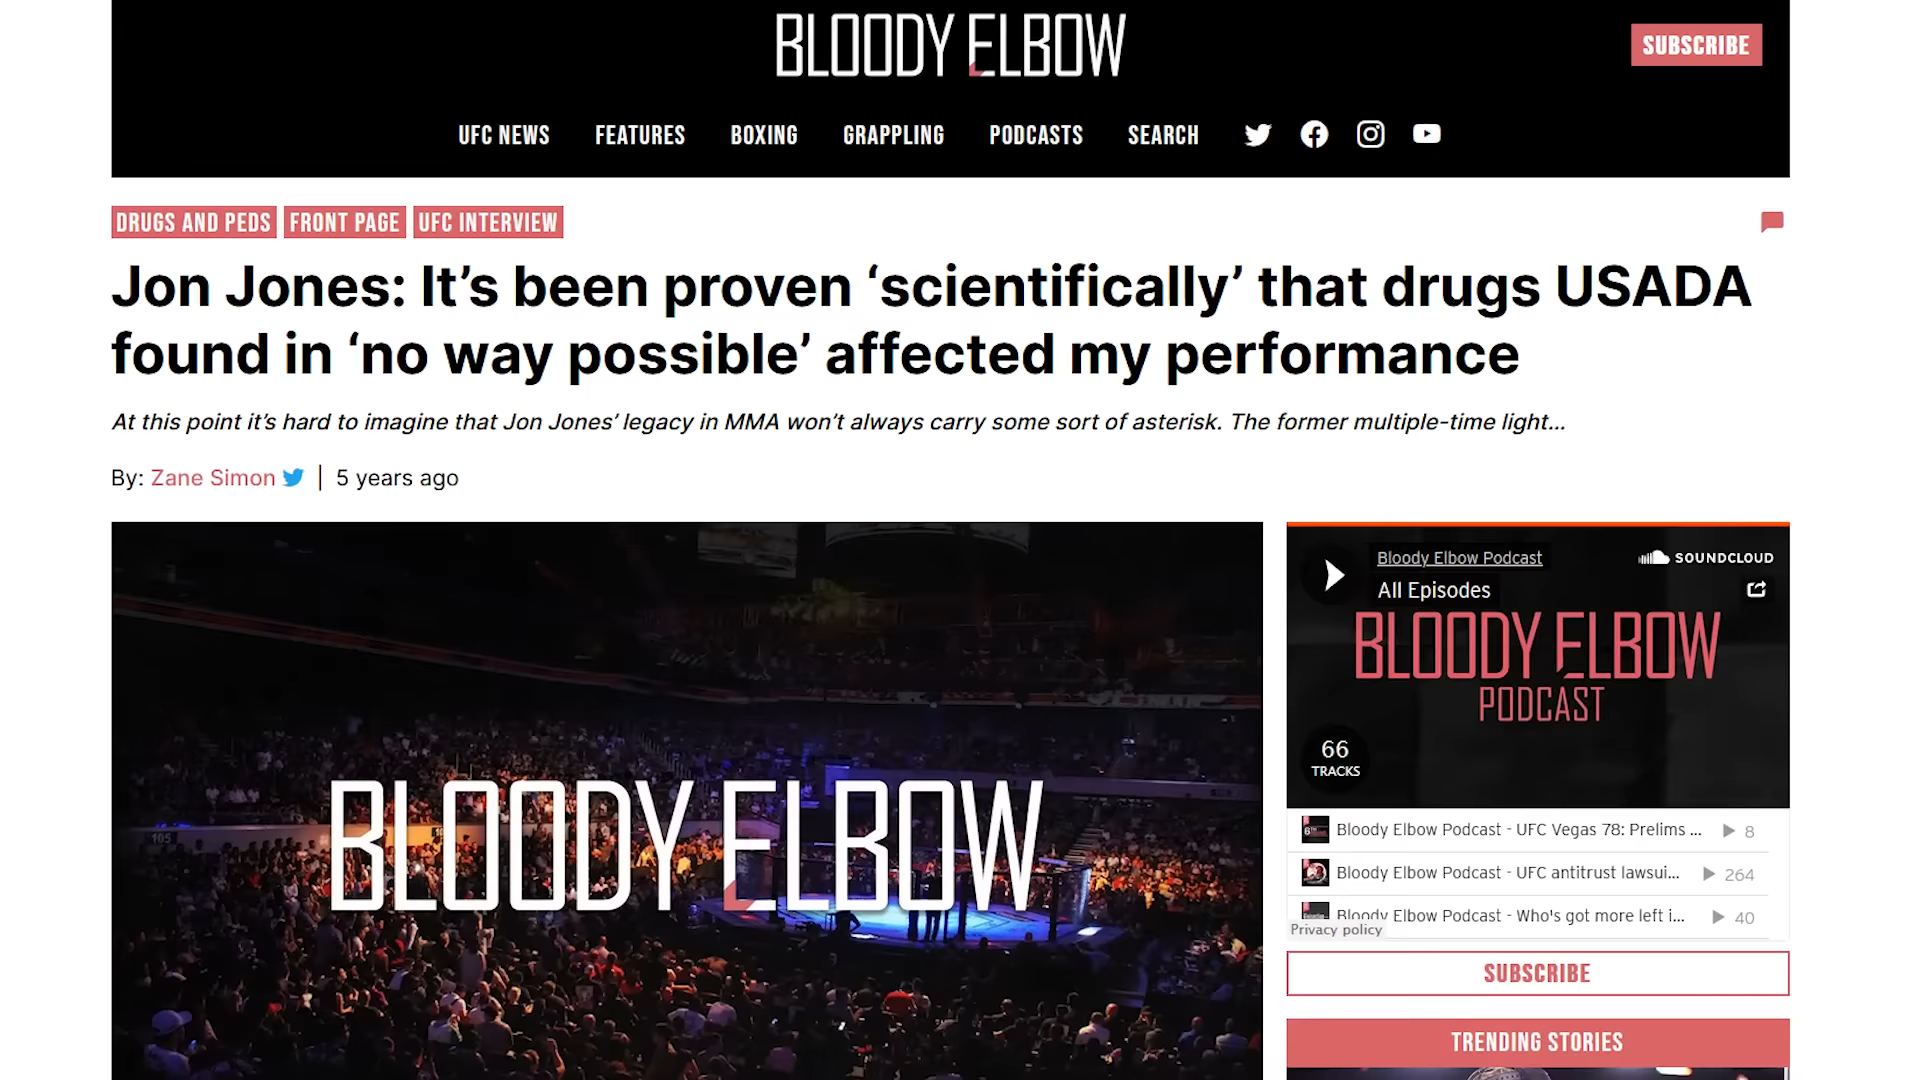 BLOODY ELBOW
SUBSCRIBE
UFC NEWS FEATURES BOXING GRAPPLING PODCASTS SEARCH
DRUGS AND PEDS FRONT PAGE UFC INTERVIEW
Jon Jones: It’s been proven ‘scientifically’ that drugs USADA
found in ‘no way possible’ affected my performance
At this point it’s hard to imagine that Jon Jones’ legacy in MMA won’t always carry some sort of asterisk. The former multiple-time light...
By: Zane Simon | 5 years ago
105
BLOODY ELBOW
Bloody Elbow Podcast
SOUNDCLOUD
All Episodes
BLOODY ELBOW
PODCAST
66
TRACKS
Bloody Elbow Podcast - UFC Vegas 78: Prelims ... 8
Bloody Elbow Podcast - UFC antitrust lawsui... 264
Bloody Elbow Podcast - Who's got more left i... 40
Privacy policy
SUBSCRIBE
TRENDING STORIES